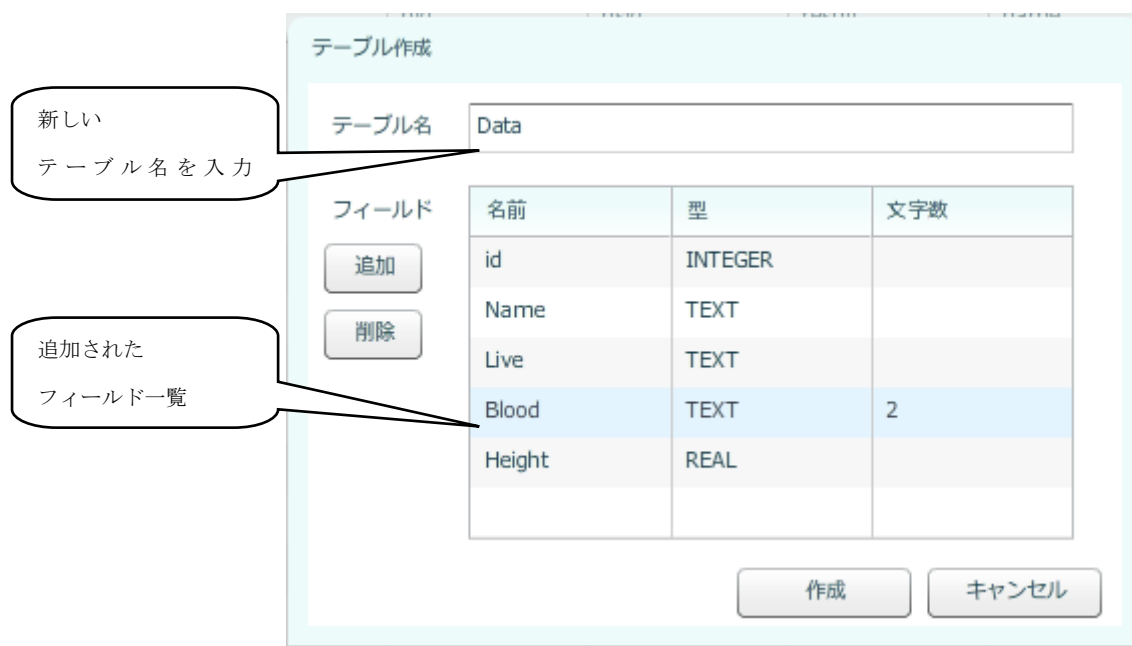 テーブル作成
新しい
テーブル名を入力
テーブル名 Data
フィールド 名前 型 文字数
追加 id INTEGER
Name TEXT
削除
Live TEXT
追加された
フィールド一覧
Blood TEXT 2
Height REAL
作成 キャンセル